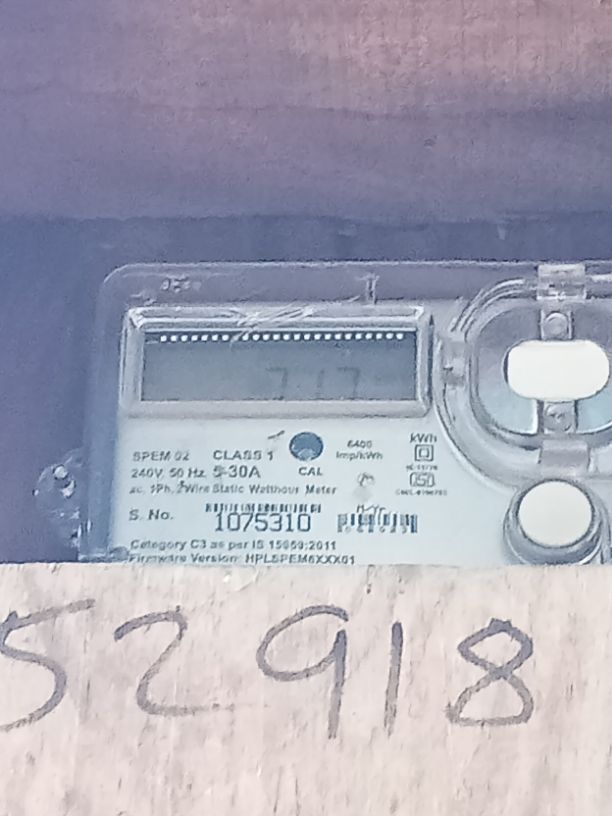 717
SPEM 02 CLASS 1 6400 kWh
240V, 50 Hz, 5-30A CAL Imp/kWh
ac, 1Ph, 2Wire Static Watthour Meter
S. No. 1075310
Category C3 as per IS 15959:2011
Firmware Version: HPLSPEM6XXX01
52918